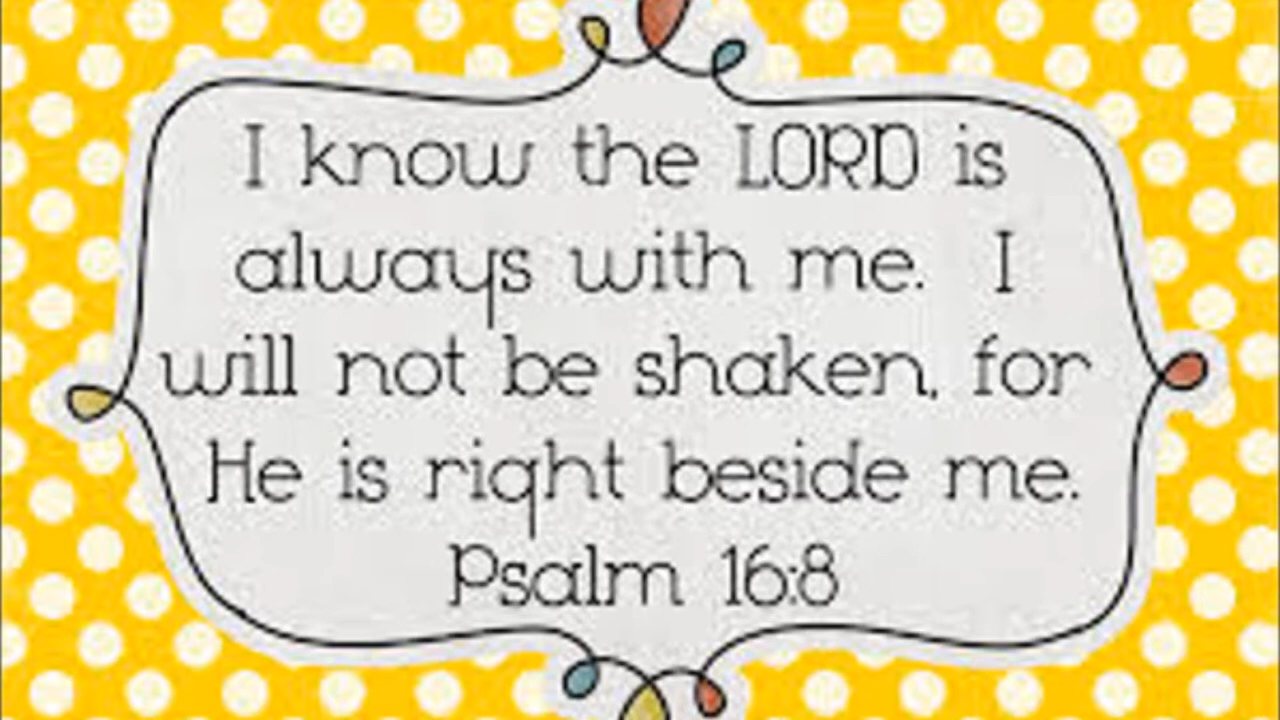 I know the LORD is
always with me. I
will not be shaken, for
He is right beside me.
Psalm 16:8